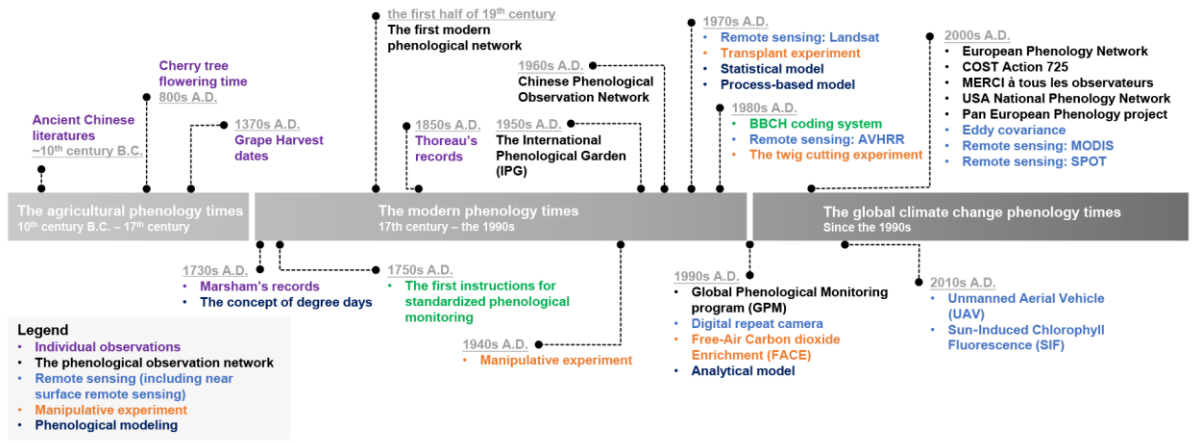 the first half of 19th century
The first modern
phenological network
1970s A.D.
Remote sensing: Landsat
Transplant experiment
Statistical model
Process-based model
2000s A.D.
European Phenology Network
COST Action 725
MERCI à tous les observateurs
USA National Phenology Network
Pan European Phenology project
Eddy covariance
Remote sensing: MODIS
Remote sensing: SPOT
Cherry tree
flowering time
800s A.D.
1960s A.D.
Chinese Phenological
Observation Network
Ancient Chinese
literatures
~10th century B.C.
1370s A.D.
Grape Harvest
dates
1850s A.D.
Thoreau's
records
1950s A.D.
The International
Phenological Garden
(IPG)
1980s A.D.
BBCH coding system
Remote sensing: AVHRR
The twig cutting experiment
The agricultural phenology times
10th century B.C. – 17th century
The modern phenology times
17th century – the 1990s
The global climate change phenology times
Since the 1990s
1730s A.D.
Marsham's records
The concept of degree days
1750s A.D.
The first instructions for
standardized phenological
monitoring
1940s A.D.
Manipulative experiment
1990s A.D.
Global Phenological Monitoring
program (GPM)
Digital repeat camera
Free-Air Carbon dioxide
Enrichment (FACE)
Analytical model
2010s A.D.
Unmanned Aerial Vehicle
(UAV)
Sun-Induced Chlorophyll
Fluorescence (SIF)
Legend
Individual observations
The phenological observation network
Remote sensing (including near
surface remote sensing)
Manipulative experiment
Phenological modeling